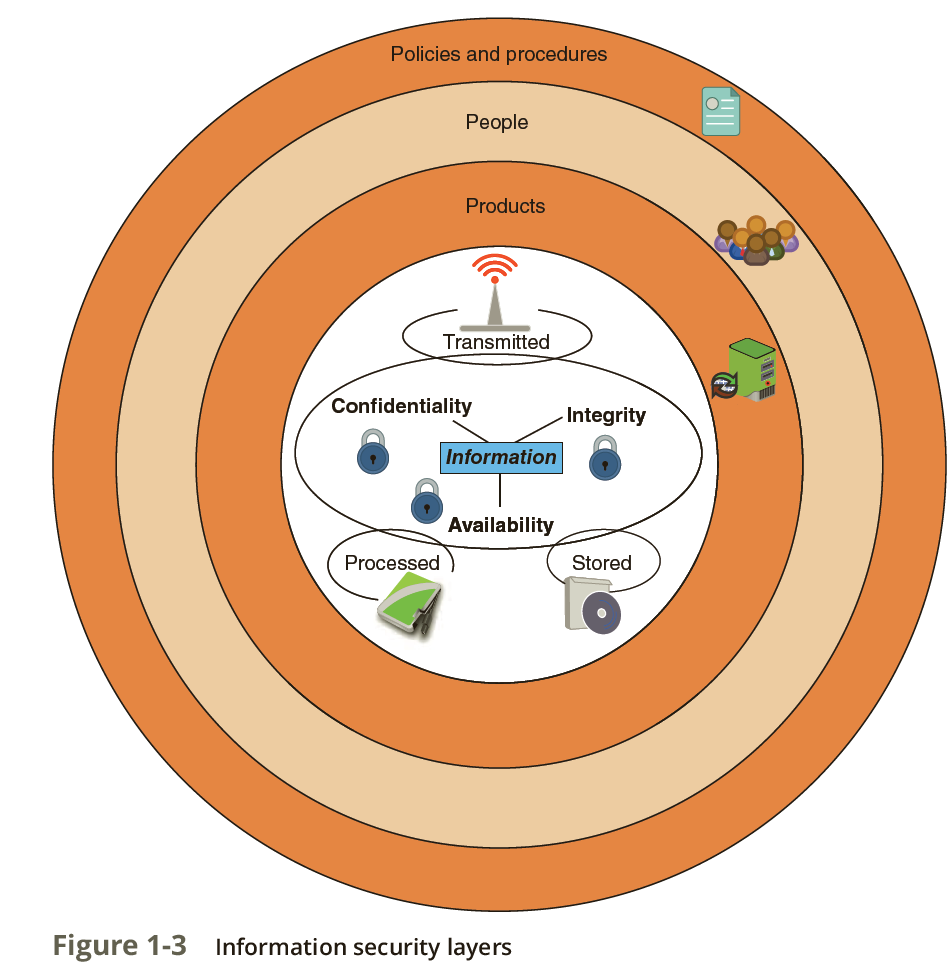 Policies and procedures
People
Products
Transmitted
Confidentiality
Integrity
Information
Availability
Processed
Stored
Figure 1-3 Information security layers